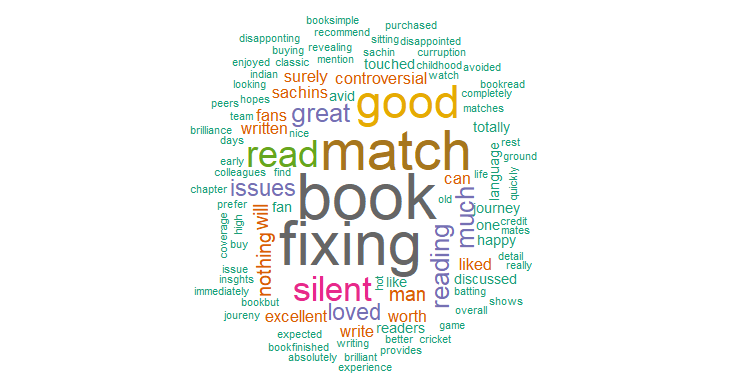 booksimple
purchased
recommend
disapponting
sitting disappointed
buying revealing
sachin curruption
enjoyed classic mention
touched childhood avoided
indian surely controversial watch
looking
bookread
sachins avid good completely
peers hopes
great matches
team fans
brilliance written nice
totally
days
read match
rest
early
language
ground
colleagues find
can life
quickly
chapter issues book
old
prefer
fan
much
journey
credit
coverage
high
will
one
mates
buy
nothing
fixing
reading
happy
detail
issue
liked
really
insghts
hot
like
discussed
immediately
silent
man
batting
bookbut
shows
joureny
loved
overall
excellent
worth
game
expected
write
readers
writing
better cricket
bookfinished
provides
absolutely brilliant
experience